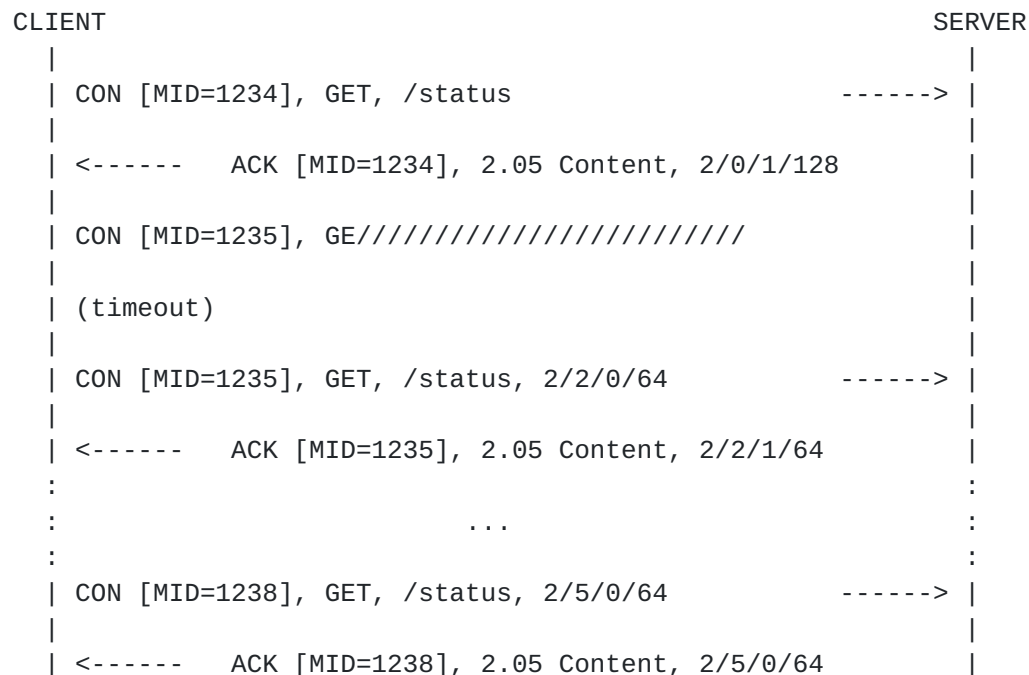 CLIENT                                                     SERVER
  |                                                          |
  | CON [MID=1234], GET, /status                     ------> |
  |                                                          |
  | <------   ACK [MID=1234], 2.05 Content, 2/0/1/128        |
  |                                                          |
  | CON [MID=1235], GE/////////////////////////              |
  |                                                          |
  | (timeout)                                                |
  |                                                          |
  | CON [MID=1235], GET, /status, 2/2/0/64           ------> |
  |                                                          |
  | <------   ACK [MID=1235], 2.05 Content, 2/2/1/64         |
  :                                                          :
  :                          ...                             :
  :                                                          :
  | CON [MID=1238], GET, /status, 2/5/0/64           ------> |
  |                                                          |
  | <------   ACK [MID=1238], 2.05 Content, 2/5/0/64         |